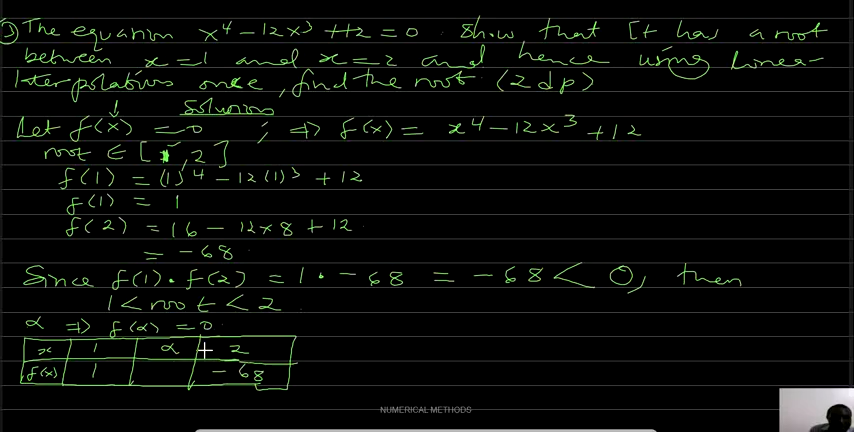 ③ The equation x⁴ - 12x³ + 12 = 0. Show that It has a root
between x = 1 and x = 2 and hence using Linear-
Interpolation once, find the root. (2 dp)
Solution
Let f(x) = 0 ; ⇒ f(x) = x⁴ - 12x³ + 12
root ∈ [1, 2]
f(1) = (1)⁴ - 12(1)³ + 12
f(1) = 1
f(2) = 16 - 12×8 + 12
= -68
Since f(1) · f(2) = 1 · -68 = -68 < 0, then
1 < root < 2
α ⇒ f(α) = 0
x 1 α 2
f(x) 1 -68
NUMERICAL METHODS